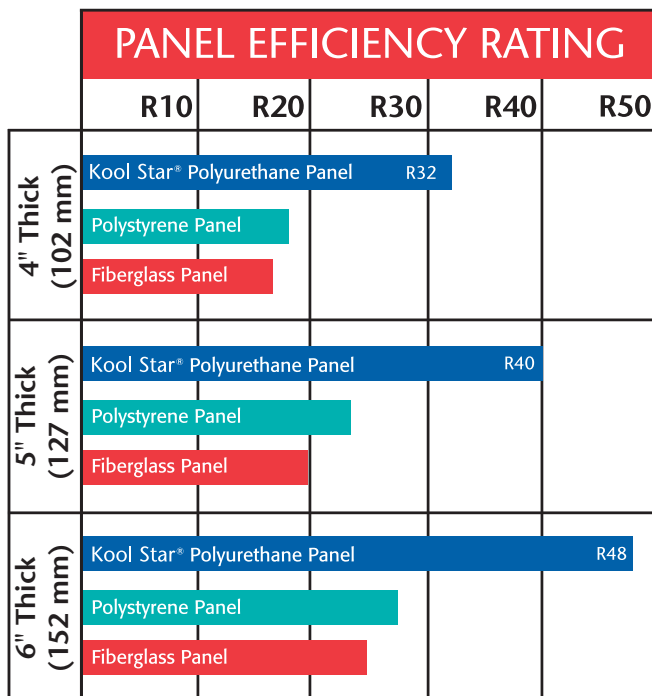 PANEL EFFICIENCY RATING
R10 R20 R30 R40 R50
4" Thick
(102 mm)
Kool Star® Polyurethane Panel R32
Polystyrene Panel
Fiberglass Panel
5" Thick
(127 mm)
Kool Star® Polyurethane Panel R40
Polystyrene Panel
Fiberglass Panel
6" Thick
(152 mm)
Kool Star® Polyurethane Panel R48
Polystyrene Panel
Fiberglass Panel